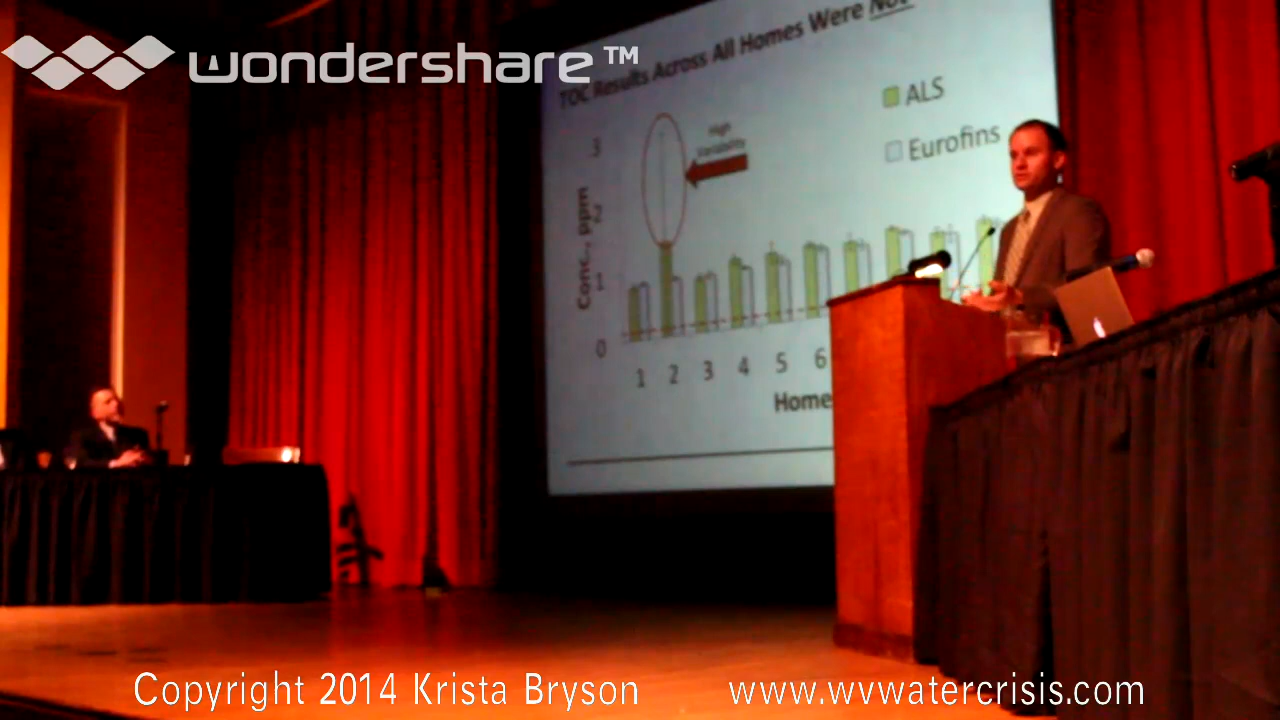 wondershare™
TOC Results Across All Homes Were Not
ALS
Eurofins
High
Variability
Conc., ppm
3
2
1
0
1 2 3 4 5 6
Home
Copyright 2014 Krista Bryson
www.wvwatercrisis.com